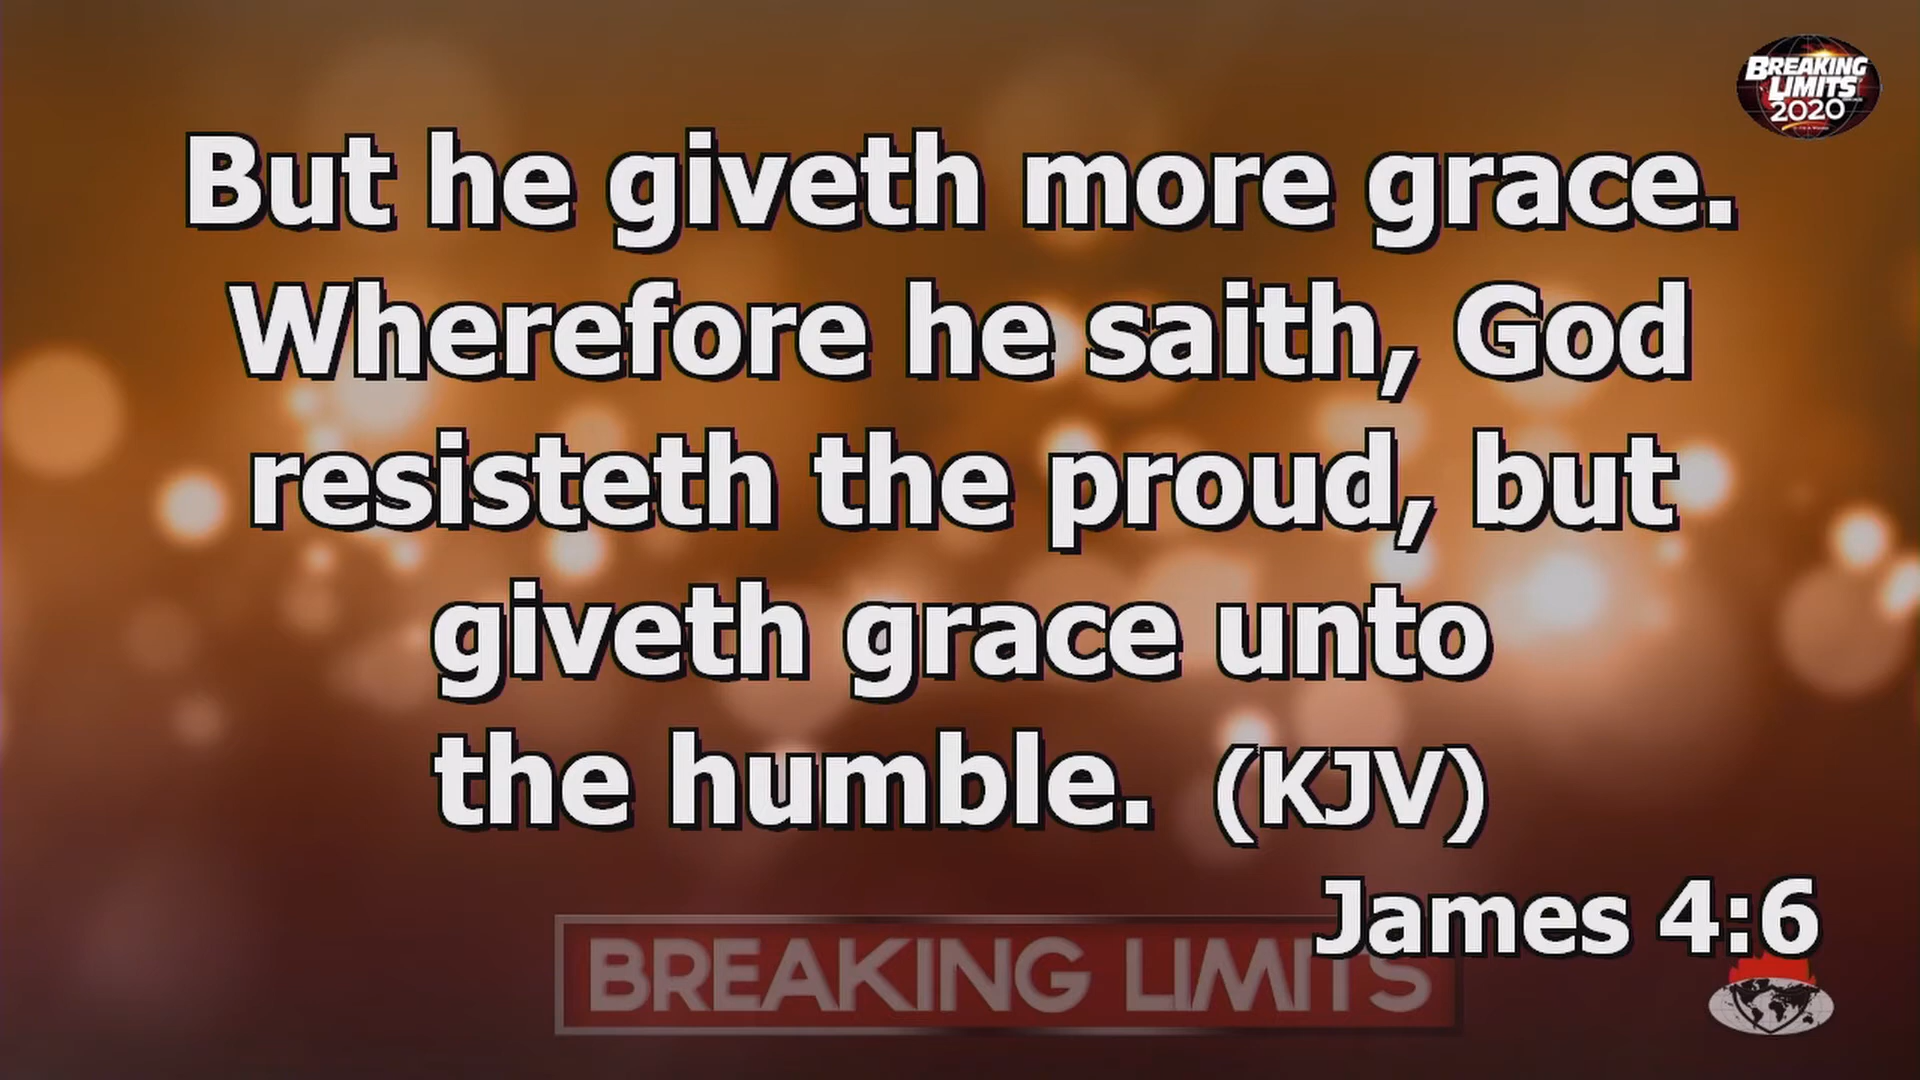 BREAKING
LIMITS
2020
But he giveth more grace.
Wherefore he saith, God
resisteth the proud, but
giveth grace unto
the humble. (KJV)
James 4:6
BREAKING LIMITS